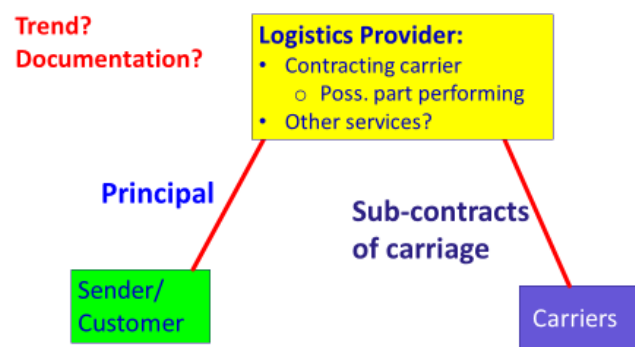 Trend?
Documentation?
Logistics Provider:
• Contracting carrier
o Poss. part performing
• Other services?
Principal
Sub-contracts
of carriage
Sender/
Customer
Carriers